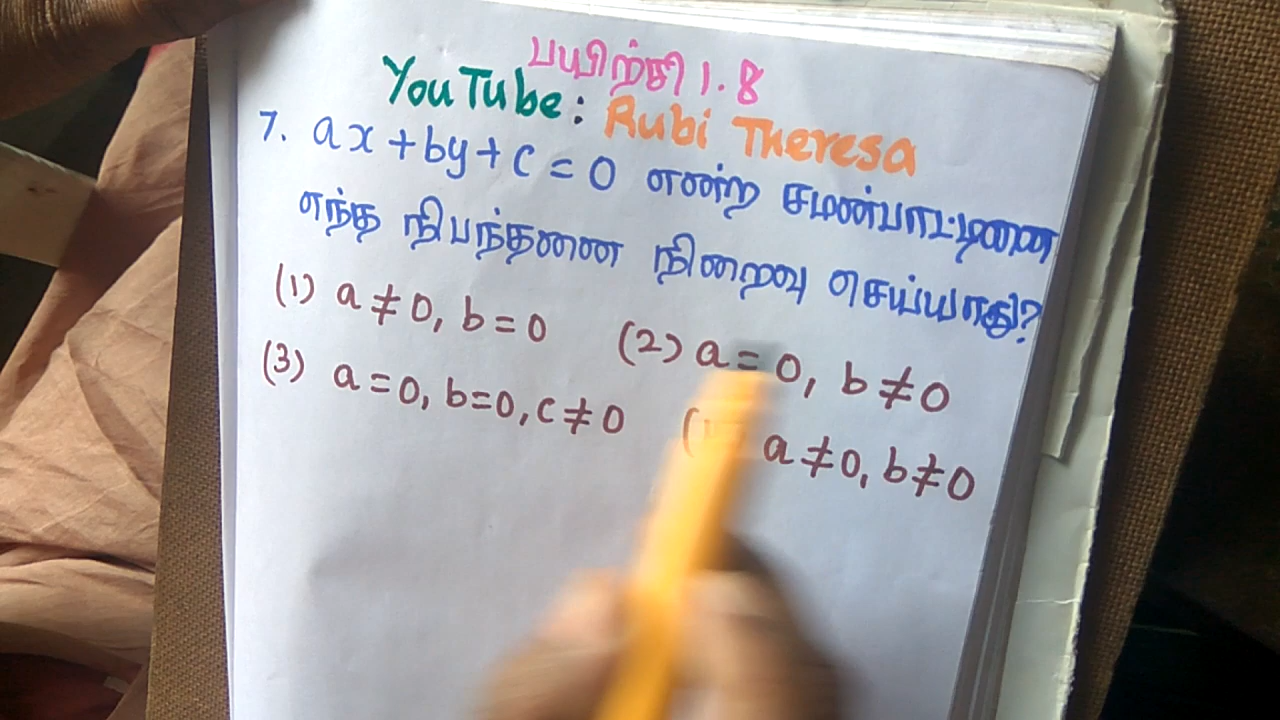 பயிற்சி 1.8
YouTube: Rubi Theresa
7. ax + by + c = 0 என்ற சமன்பாட்டினை
எந்த நிபந்தனை நிறைவு செய்யாது?
(1) a ≠ 0, b = 0 (2) a = 0, b ≠ 0
(3) a = 0, b = 0, c ≠ 0 a ≠ 0, b ≠ 0